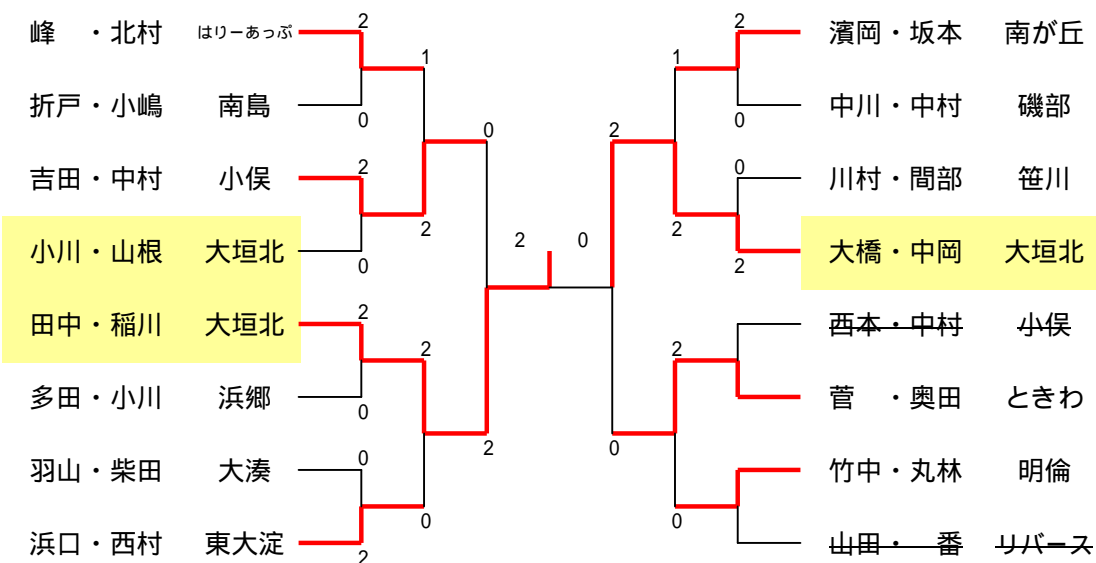 峰　・北村 はりーあっぷ 2
1
折戸・小嶋 南島 0
0
吉田・中村 小俣 2
2
小川・山根 大垣北 0
田中・稲川 大垣北 2
2
多田・小川 浜郷 0
2
羽山・柴田 大湊 0
0
浜口・西村 東大淀 2
2 0
2 濱岡・坂本 南が丘
1
0 中川・中村 磯部
2
0 川村・間部 笹川
2
2 大橋・中岡 大垣北
西本・中村 小俣
2
菅　・奥田 ときわ
0
竹中・丸林 明倫
0
山田・　番 リバース